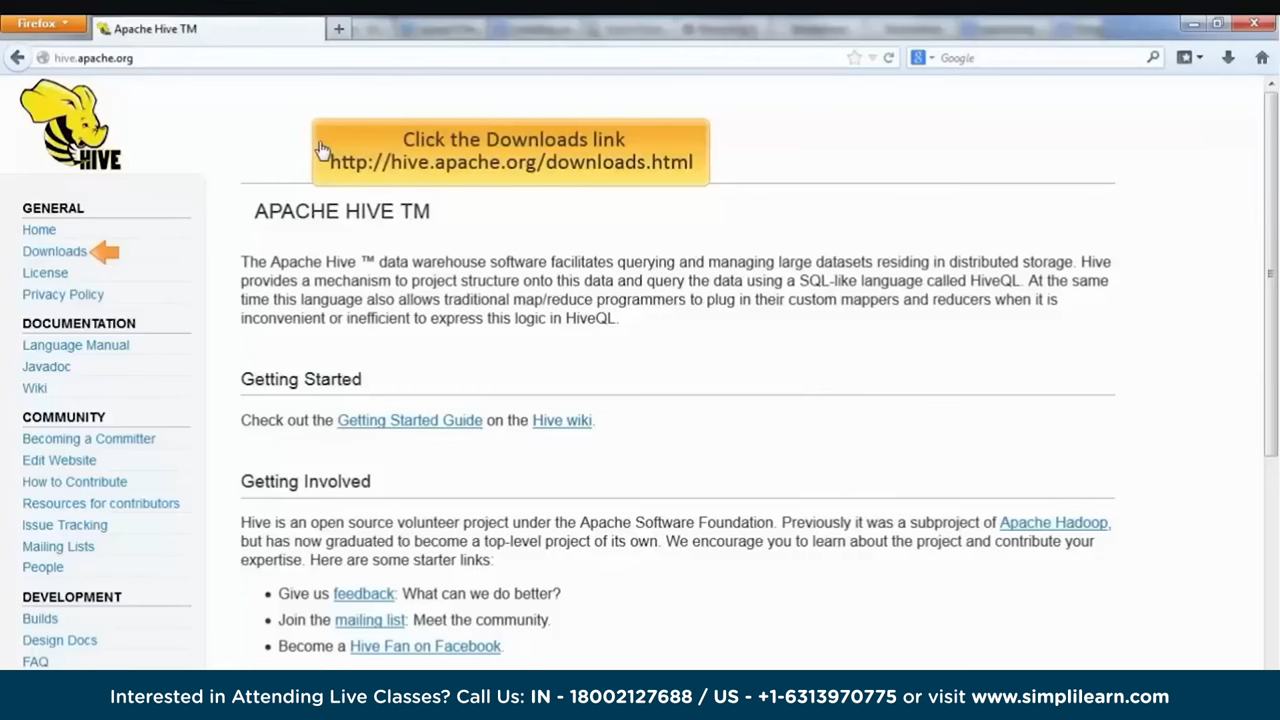 Firefox
Apache Hive TM
hive.apache.org
Google
HIVE
Click the Downloads link
http://hive.apache.org/downloads.html
GENERAL
Home
Downloads
License
Privacy Policy
DOCUMENTATION
Language Manual
Javadoc
Wiki
COMMUNITY
Becoming a Committer
Edit Website
How to Contribute
Resources for contributors
Issue Tracking
Mailing Lists
People
DEVELOPMENT
Builds
Design Docs
FAQ
APACHE HIVE TM
The Apache Hive ™ data warehouse software facilitates querying and managing large datasets residing in distributed storage. Hive
provides a mechanism to project structure onto this data and query the data using a SQL-like language called HiveQL. At the same
time this language also allows traditional map/reduce programmers to plug in their custom mappers and reducers when it is
inconvenient or inefficient to express this logic in HiveQL.
Getting Started
Check out the Getting Started Guide on the Hive wiki.
Getting Involved
Hive is an open source volunteer project under the Apache Software Foundation. Previously it was a subproject of Apache Hadoop,
but has now graduated to become a top-level project of its own. We encourage you to learn about the project and contribute your
expertise. Here are some starter links:
• Give us feedback: What can we do better?
• Join the mailing list: Meet the community.
• Become a Hive Fan on Facebook.
Interested in Attending Live Classes? Call Us: IN - 18002127688 / US - +1-6313970775 or visit www.simplilearn.com